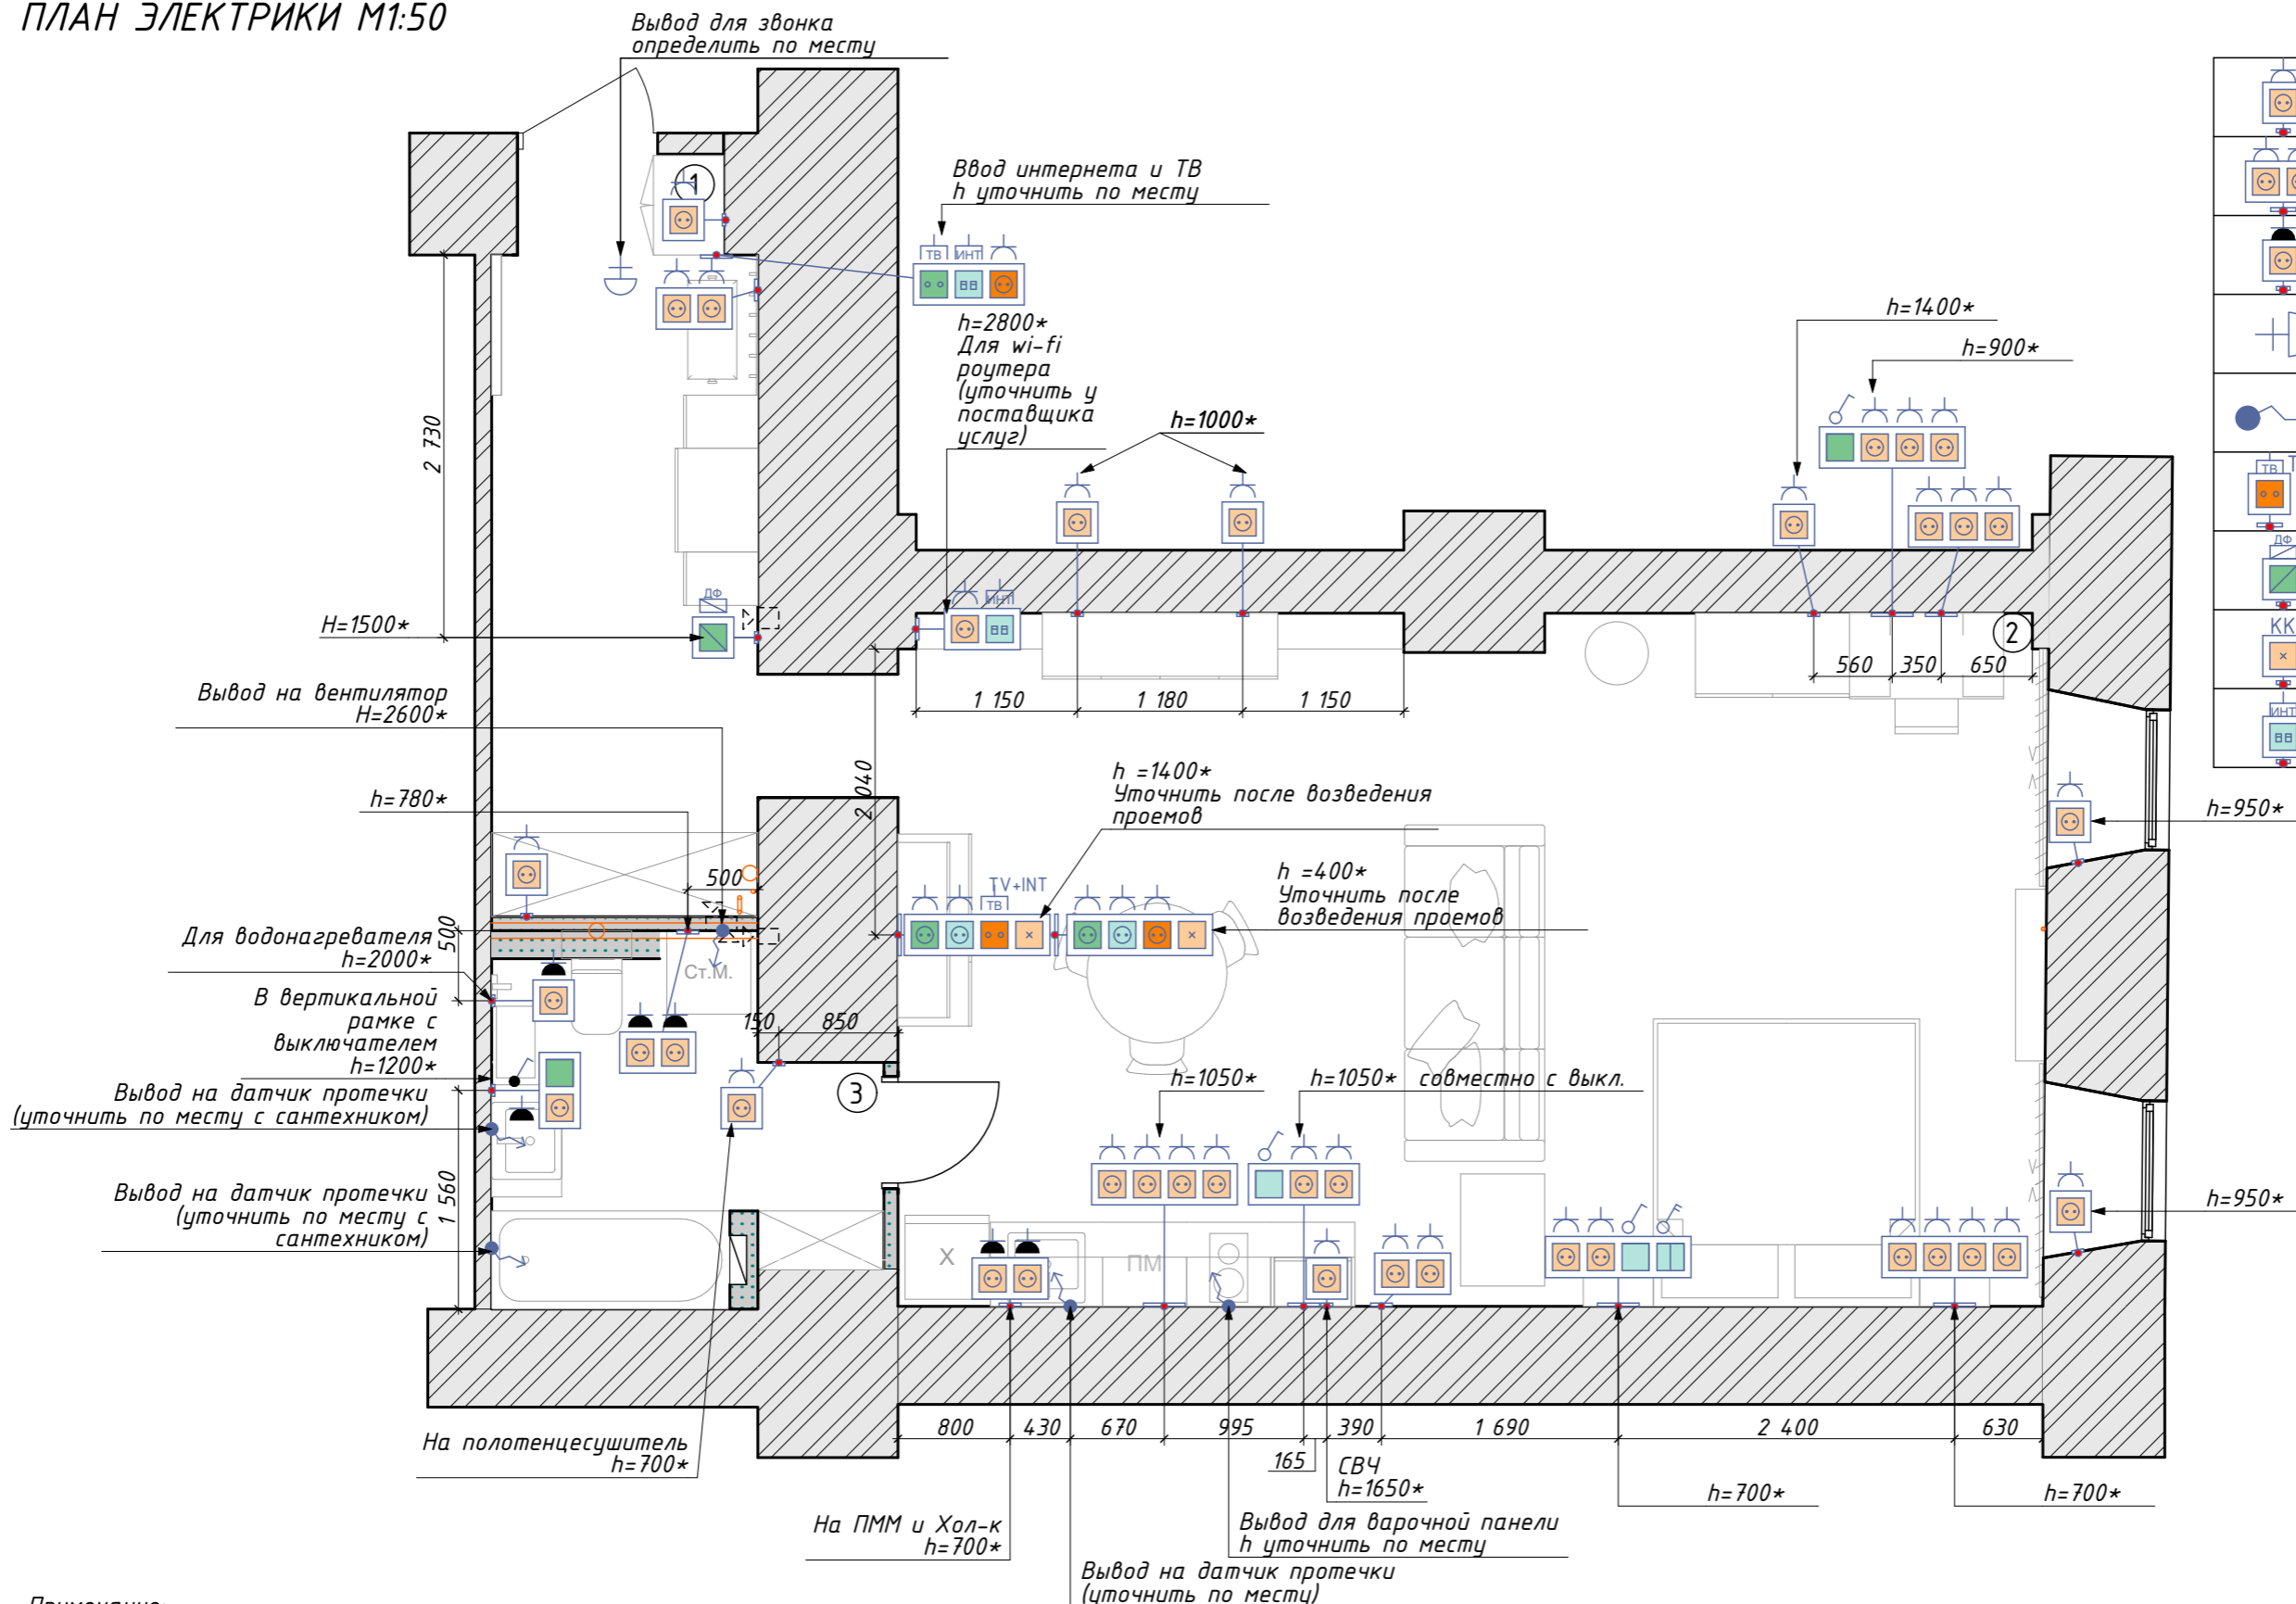 ПЛАН ЭЛЕКТРИКИ М1:50
Вывод для звонка
определить по месту
1
Ввод интернета и ТВ
h уточнить по месту
ТВ
ИНТ
h=2800*
Для wi-fi
роутера
(уточнить у
поставщика
услуг)
h=1000*
h=1400*
h=900*
2 730
ДФ
H=1500*
ИНТ
2
560
350
650
1 150
1 180
1 150
Вывод на вентилятор
H=2600*
2 040
h=780*
h =1400*
Уточнить после возведения
проемов
h=950*
500
TV+INT
ТВ
h =400*
Уточнить после
возведения проемов
Для водонагревателя
h=2000*
500
Ст.М.
В вертикальной
рамке с
выключателем
h=1200*
150
850
3
Вывод на датчик протечки
(уточнить по месту с сантехником)
h=1050*
h=1050* совместно с выкл.
Вывод на датчик протечки
(уточнить по месту с
сантехником)
1 560
h=950*
Х
ПМ
800
430
670
995
165
390
1 690
2 400
630
На полотенцесушитель
h=700*
СВЧ
h=1650*
h=700*
h=700*
На ПММ и Хол-к
h=700*
Вывод для варочной панели
h уточнить по месту
Вывод на датчик протечки
(уточнить по месту)
ТВ
ДФ
ИНТ